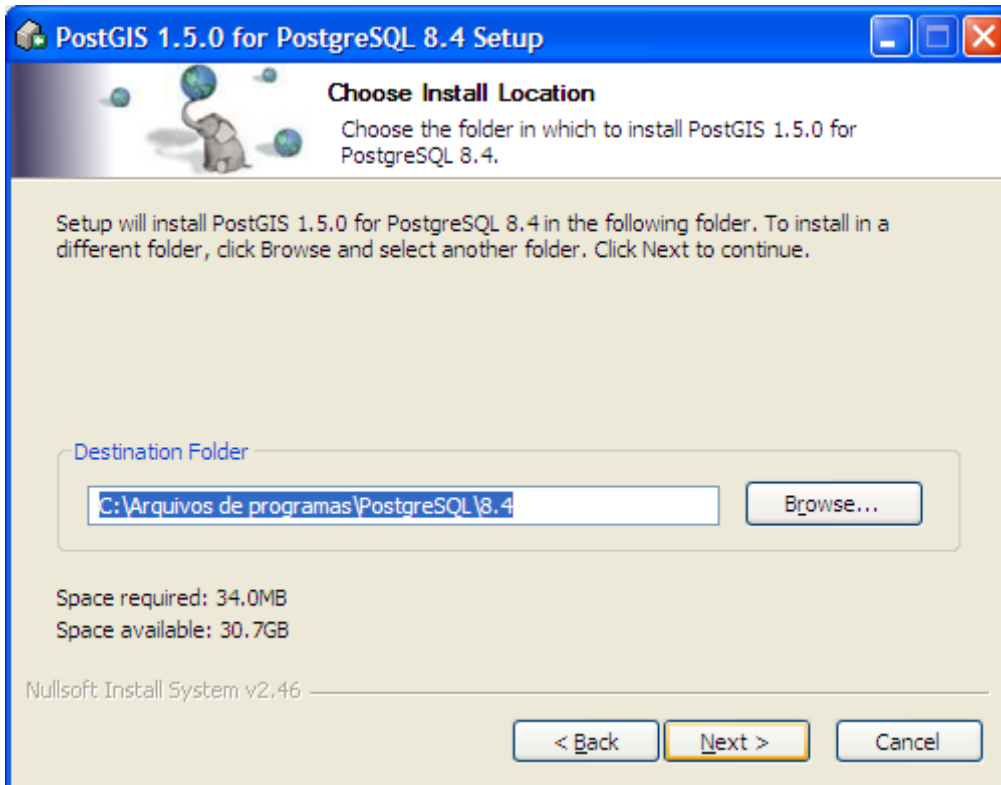 PostGIS 1.5.0 for PostgreSQL 8.4 Setup
Choose Install Location
Choose the folder in which to install PostGIS 1.5.0 for
PostgreSQL 8.4.
Setup will install PostGIS 1.5.0 for PostgreSQL 8.4 in the following folder. To install in a
different folder, click Browse and select another folder. Click Next to continue.
Destination Folder
C:\Arquivos de programas\PostgreSQL\8.4
Browse...
Space required: 34.0MB
Space available: 30.7GB
Nullsoft Install System v2.46
< Back
Next >
Cancel